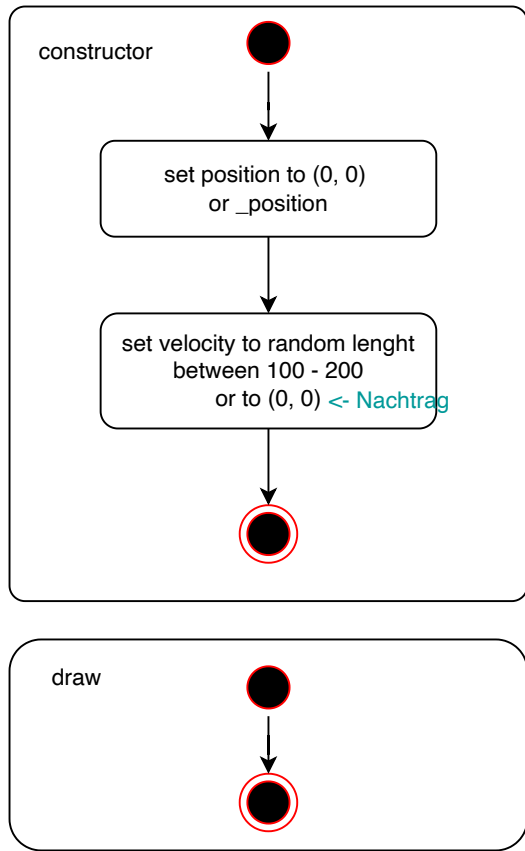 constructor
set position to (0, 0)
or _position
set velocity to random lenght
between 100 - 200
or to (0, 0) <- Nachtrag
draw